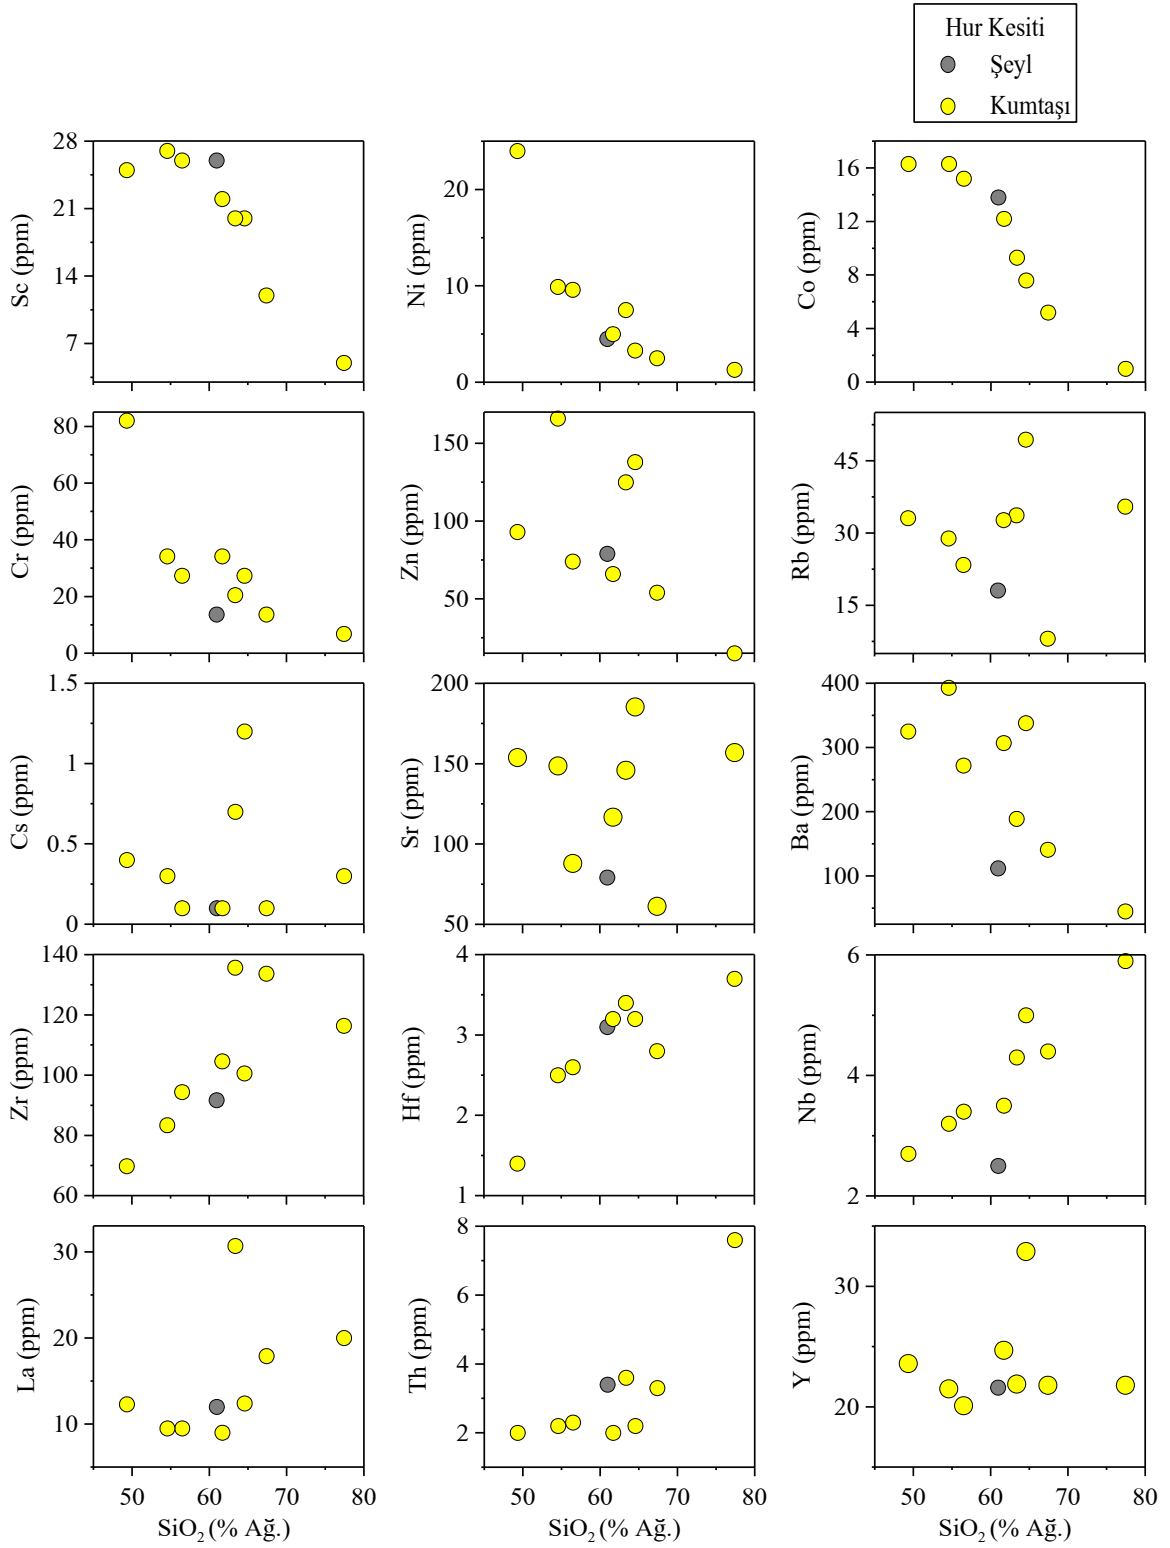 Hur Kesiti
Şeyl
Kumtaşı
28
21
14
7
Sc (ppm)
20
10
0
Ni (ppm)
16
12
8
4
0
Co (ppm)
80
60
40
20
0
Cr (ppm)
150
100
50
Zn (ppm)
45
30
15
Rb (ppm)
1.5
1
0.5
0
Cs (ppm)
200
150
100
50
Sr (ppm)
400
300
200
100
Ba (ppm)
140
120
100
80
60
Zr (ppm)
4
3
2
1
Hf (ppm)
6
4
2
Nb (ppm)
30
20
10
La (ppm)
8
6
4
2
Th (ppm)
30
20
Y (ppm)
50 60 70 80
50 60 70 80
50 60 70 80
SiO₂ (% Ağ.)
SiO₂ (% Ağ.)
SiO₂ (% Ağ.)